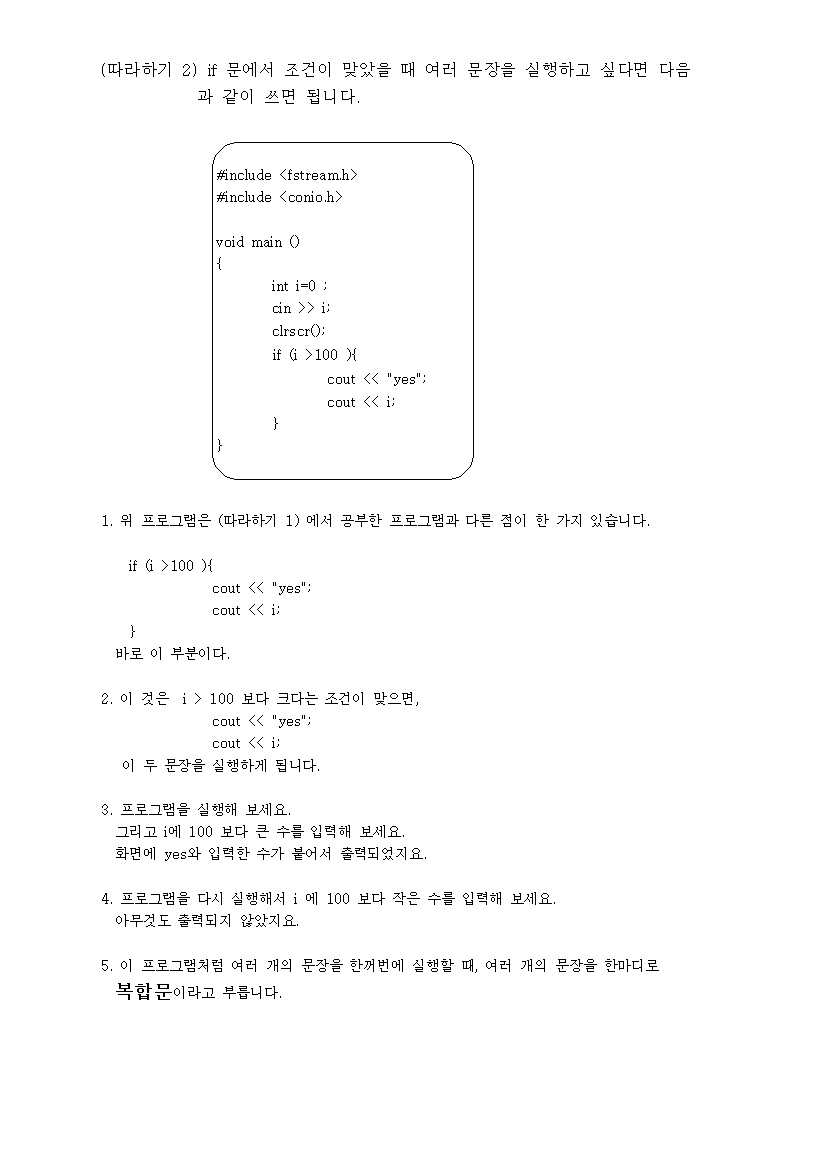 (따라하기 2) if 문에서 조건이 맞았을 때 여러 문장을 실행하고 싶다면 다음
과 같이 쓰면 됩니다.
#include <fstream.h>
#include <conio.h>
void main ()
{
int i=0 ;
cin >> i;
clrscr();
if (i >100 ){
cout << "yes";
cout << i;
}
}
1. 위 프로그램은 (따라하기 1) 에서 공부한 프로그램과 다른 점이 한 가지 있습니다.
if (i >100 ){
cout << "yes";
cout << i;
}
바로 이 부분이다.
2. 이 것은 i > 100 보다 크다는 조건이 맞으면,
cout << "yes";
cout << i;
이 두 문장을 실행하게 됩니다.
3. 프로그램을 실행해 보세요.
그리고 i에 100 보다 큰 수를 입력해 보세요.
화면에 yes와 입력한 수가 붙어서 출력되었지요.
4. 프로그램을 다시 실행해서 i 에 100 보다 작은 수를 입력해 보세요.
아무것도 출력되지 않았지요.
5. 이 프로그램처럼 여러 개의 문장을 한꺼번에 실행할 때, 여러 개의 문장을 한마디로
복합문이라고 부릅니다.